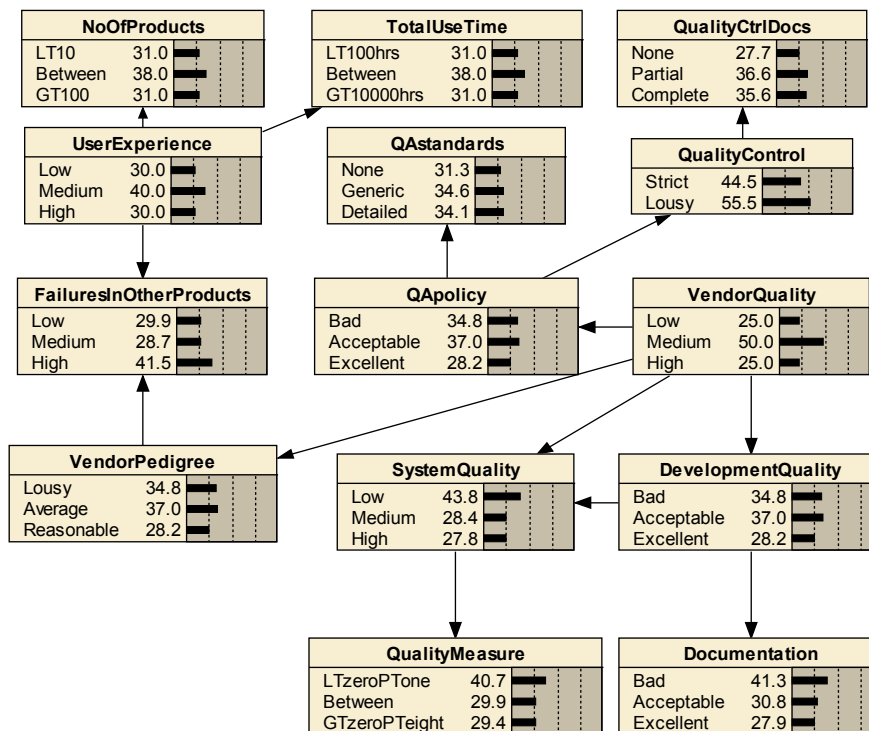 NoOfProducts
LT10 31.0
Between 38.0
GT100 31.0
TotalUseTime
LT100hrs 31.0
Between 38.0
GT10000hrs 31.0
QualityCtrlDocs
None 27.7
Partial 36.6
Complete 35.6
UserExperience
Low 30.0
Medium 40.0
High 30.0
QAstandards
None 31.3
Generic 34.6
Detailed 34.1
QualityControl
Strict 44.5
Lousy 55.5
FailuresInOtherProducts
Low 29.9
Medium 28.7
High 41.5
QApolicy
Bad 34.8
Acceptable 37.0
Excellent 28.2
VendorQuality
Low 25.0
Medium 50.0
High 25.0
VendorPedigree
Lousy 34.8
Average 37.0
Reasonable 28.2
SystemQuality
Low 43.8
Medium 28.4
High 27.8
DevelopmentQuality
Bad 34.8
Acceptable 37.0
Excellent 28.2
QualityMeasure
LTzeroPTone 40.7
Between 29.9
GTzeroPTeight 29.4
Documentation
Bad 41.3
Acceptable 30.8
Excellent 27.9